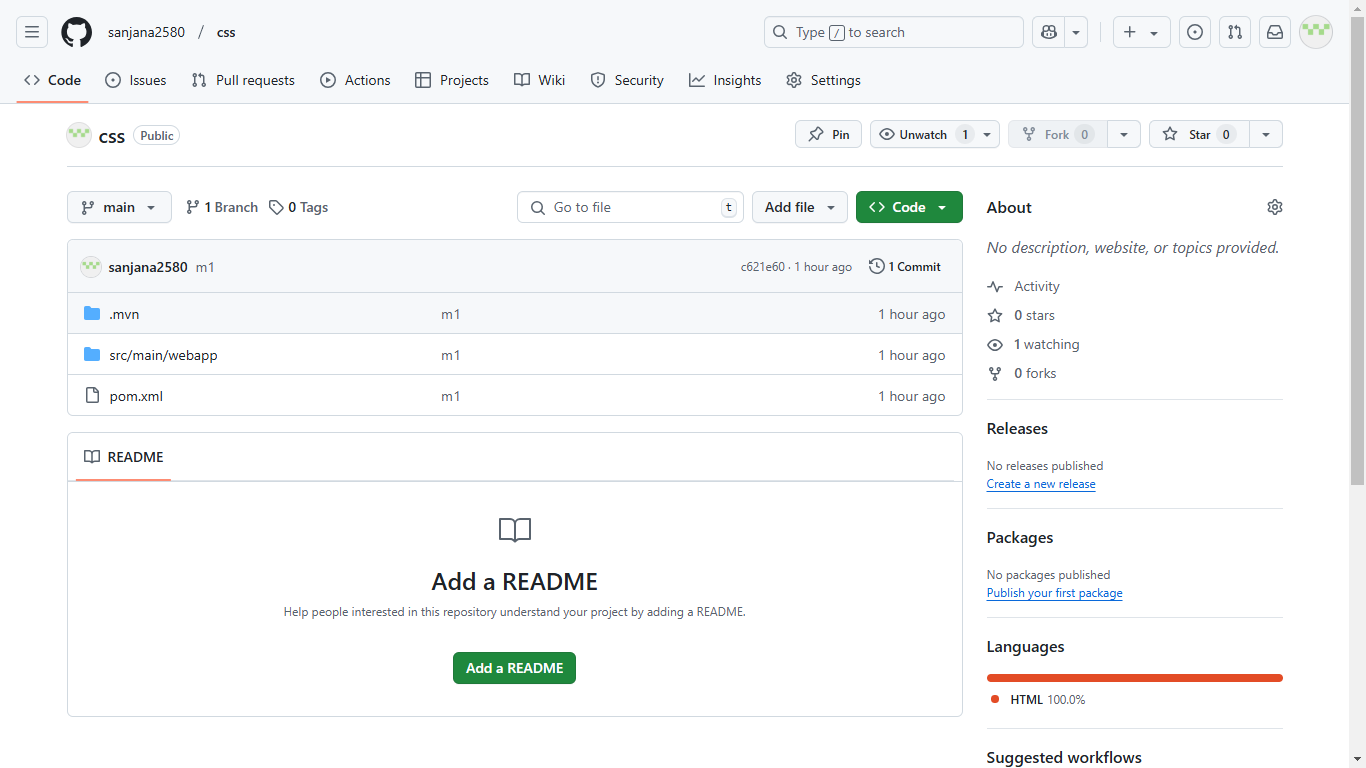 sanjana2580 / css
Type / to search
Code
Issues
Pull requests
Actions
Projects
Wiki
Security
Insights
Settings
css Public
Pin
Unwatch 1
Fork 0
Star 0
main
1 Branch
0 Tags
Go to file t
Add file
Code
sanjana2580 m1
c621e60 · 1 hour ago
1 Commit
.mvn m1 1 hour ago
src/main/webapp m1 1 hour ago
pom.xml m1 1 hour ago
README
Add a README
Help people interested in this repository understand your project by adding a README.
Add a README
About
No description, website, or topics provided.
Activity
0 stars
1 watching
0 forks
Releases
No releases published
Create a new release
Packages
No packages published
Publish your first package
Languages
HTML 100.0%
Suggested workflows